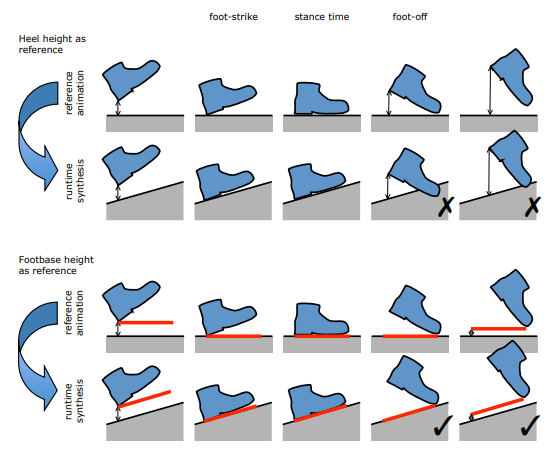 foot-strike
stance time
foot-off
Heel height as
reference
reference
animation
runtime
synthesis
Footbase height
as reference
reference
animation
runtime
synthesis